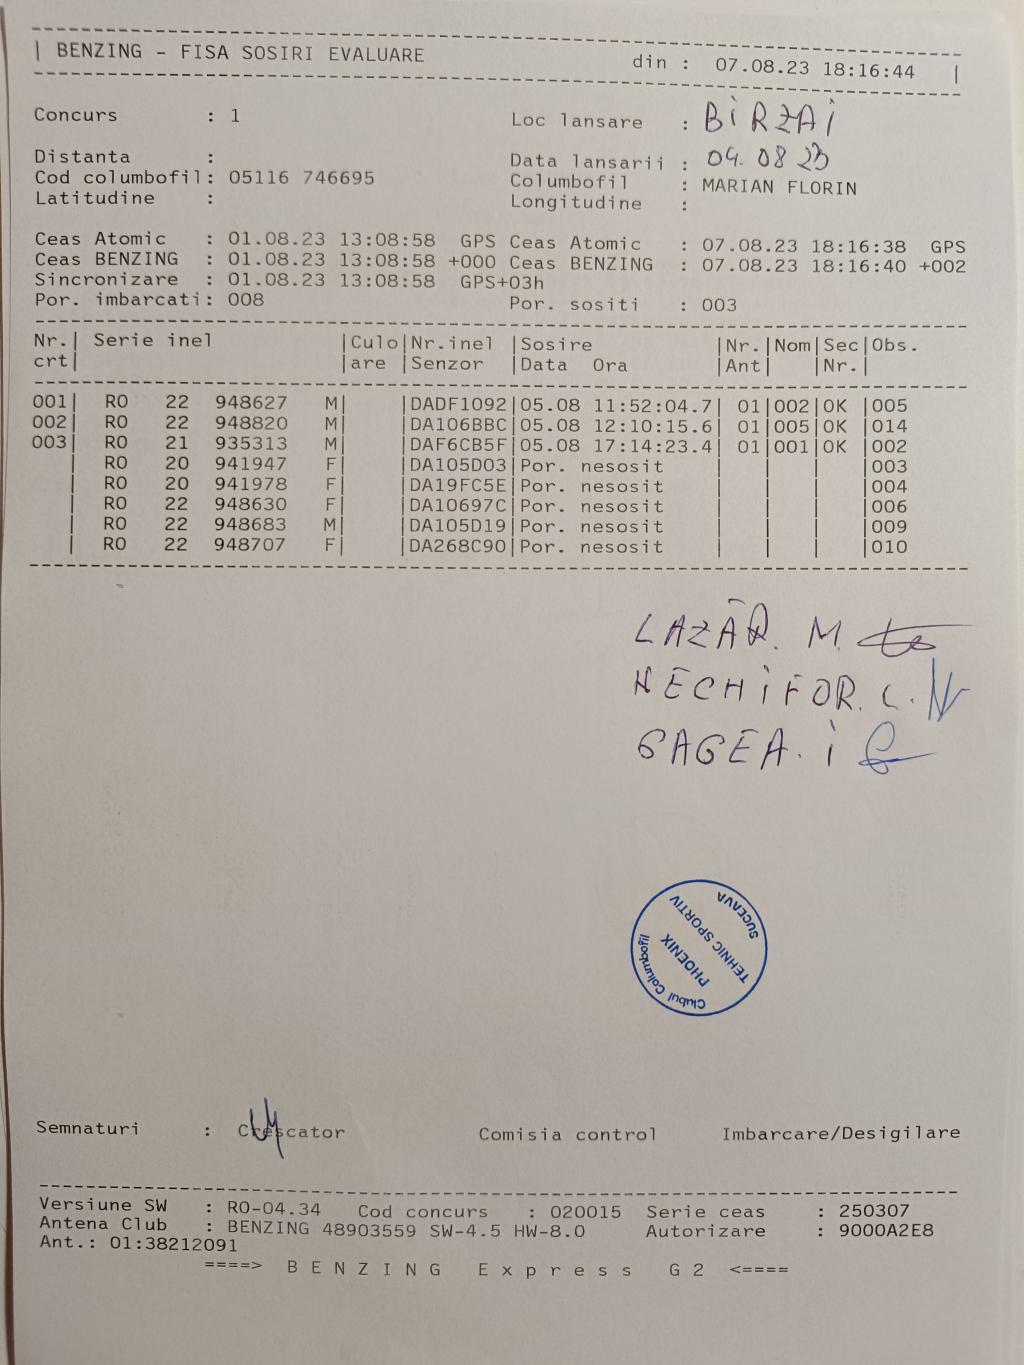 BENZING - FISA SOSIRI EVALUARE din : 07.08.23 18:16:44
Concurs : 1 Loc lansare : BIRZAI
Distanta : Data lansarii : 04.08 23
Cod columbofil: 05116 746695 Columbofil : MARIAN FLORIN
Latitudine : Longitudine :
Ceas Atomic : 01.08.23 13:08:58 GPS Ceas Atomic : 07.08.23 18:16:38 GPS
Ceas BENZING : 01.08.23 13:08:58 +000 Ceas BENZING : 07.08.23 18:16:40 +002
Sincronizare : 01.08.23 13:08:58 GPS+03h
Por. imbarcati: 008 Por. sositi : 003
Nr.| Serie inel |Culo|Nr.inel |Sosire |Nr.|Nom|Sec|Obs.
crt| |are |Senzor |Data Ora |Ant| |Nr.|
001| RO 22 948627 M| |DADF1092|05.08 11:52:04.7| 01|002|OK |005
002| RO 22 948820 M| |DA106BBC|05.08 12:10:15.6| 01|005|OK |014
003| RO 21 935313 M| |DAF6CB5F|05.08 17:14:23.4| 01|001|OK |002
| RO 20 941947 F| |DA105D03|Por. nesosit | | | |003
| RO 20 941978 F| |DA19FC5E|Por. nesosit | | | |004
| RO 22 948630 F| |DA10697C|Por. nesosit | | | |006
| RO 22 948683 M| |DA105D19|Por. nesosit | | | |009
| RO 22 948707 F| |DA268C90|Por. nesosit | | | |010
LAZĂR. M.
NECHIFOR. C.
GAGEA. I
Clubul Columbofil
PHOENIX
TEHNIC SPORTIV
SUCEAVA
Semnaturi : Crescator Comisia control Imbarcare/Desigilare
Versiune SW : RO-04.34 Cod concurs : 020015 Serie ceas : 250307
Antena Club : BENZING 48903559 SW-4.5 HW-8.0 Autorizare : 9000A2E8
Ant.: 01:38212091
====> B E N Z I N G E x p r e s s G 2 <====